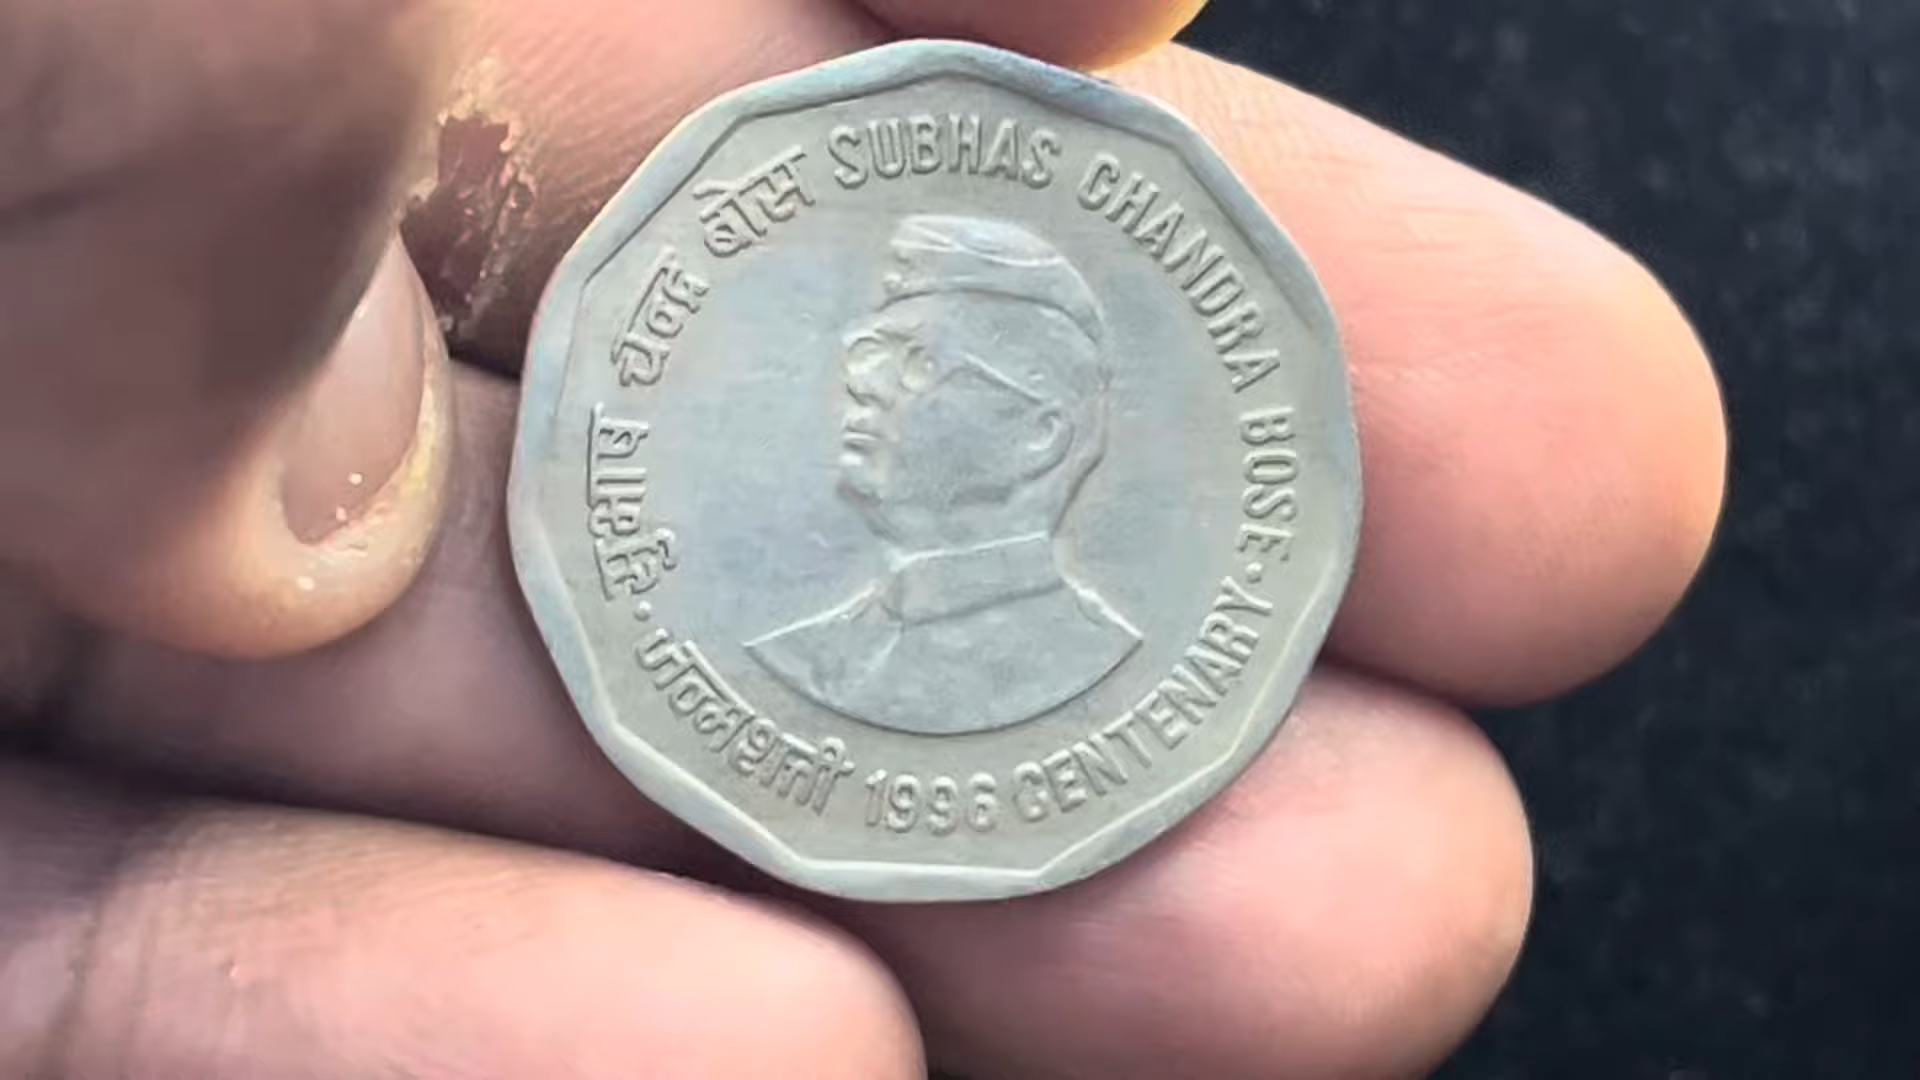 सुभाष चन्द्र बोस SUBHAS CHANDRA BOSE
जन्मशती 1996 CENTENARY